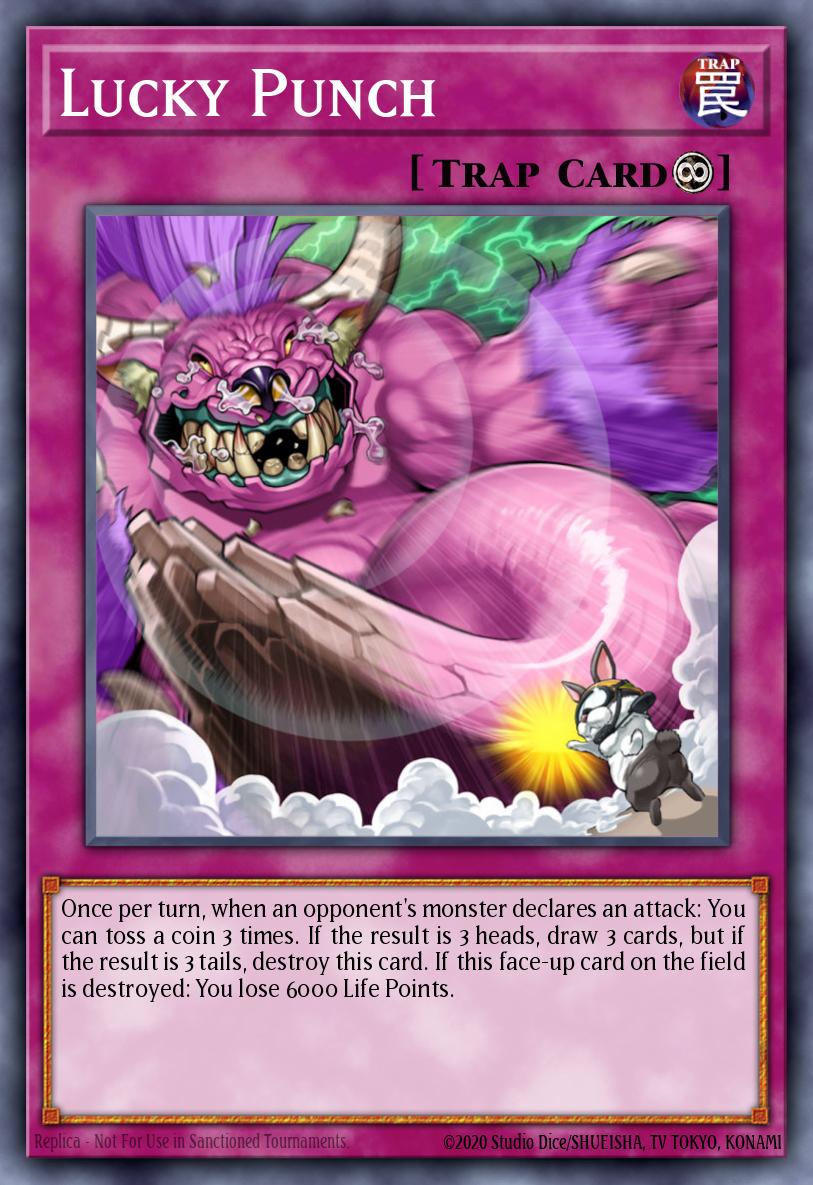 Lucky Punch
TRAP
罠
[Trap Card∞]
Once per turn, when an opponent's monster declares an attack: You
can toss a coin 3 times. If the result is 3 heads, draw 3 cards, but if
the result is 3 tails, destroy this card. If this face-up card on the field
is destroyed: You lose 6000 Life Points.
Replica - Not For Use in Sanctioned Tournaments.
©2020 Studio Dice/SHUEISHA, TV TOKYO, KONAMI